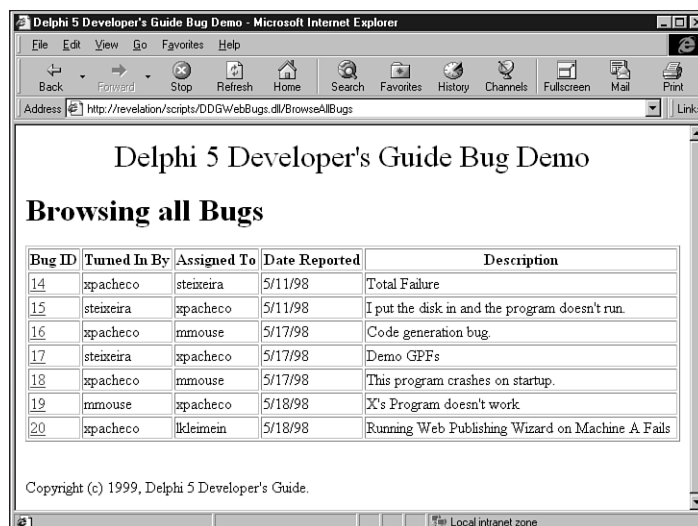 Delphi 5 Developer's Guide Bug Demo - Microsoft Internet Explorer
File Edit View Go Favorites Help
Back Forward Stop Refresh Home Search Favorites History Channels Fullscreen Mail Print
Address http://revelation/scripts/DDGWebBugs.dll/BrowseAllBugs Links
Delphi 5 Developer's Guide Bug Demo
Browsing all Bugs
Bug ID Turned In By Assigned To Date Reported Description
14 xpacheco steixeira 5/11/98 Total Failure
15 steixeira xpacheco 5/11/98 I put the disk in and the program doesn't run.
16 xpacheco mmouse 5/17/98 Code generation bug.
17 steixeira xpacheco 5/17/98 Demo GPFs
18 xpacheco mmouse 5/17/98 This program crashes on startup.
19 mmouse xpacheco 5/18/98 X's Program doesn't work
20 xpacheco lkleimein 5/18/98 Running Web Publishing Wizard on Machine A Fails
Copyright (c) 1999, Delphi 5 Developer's Guide.
Local intranet zone